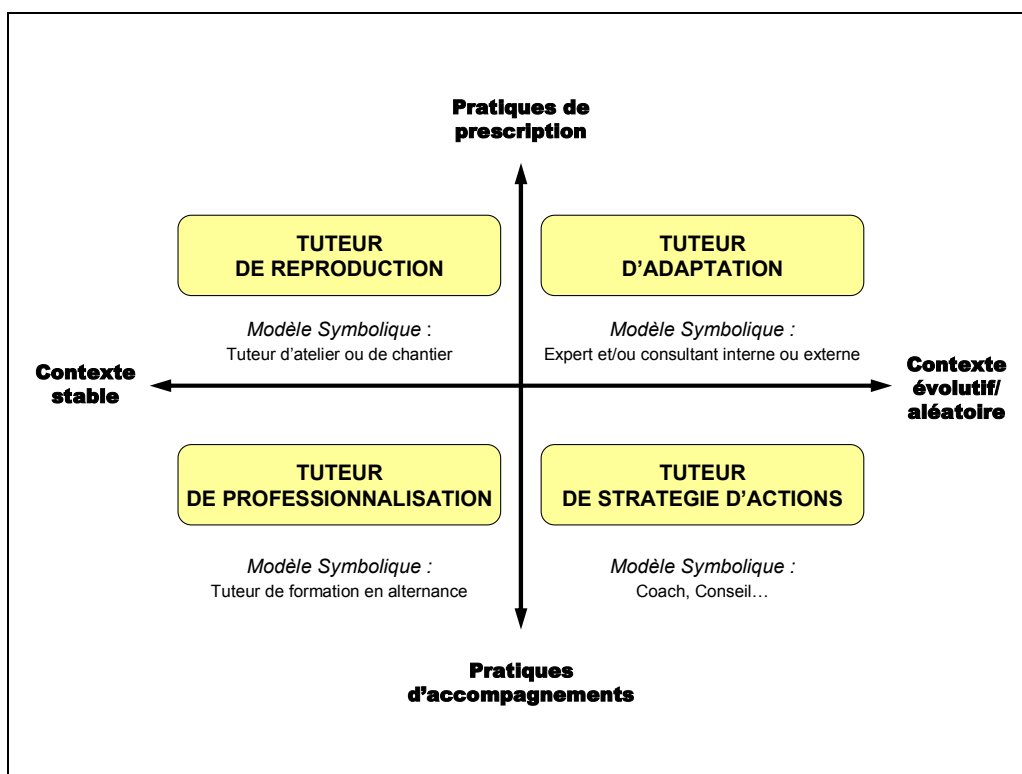 Pratiques de
prescription
TUTEUR
DE REPRODUCTION
TUTEUR
D’ADAPTATION
Modèle Symbolique :
Tuteur d’atelier ou de chantier
Modèle Symbolique :
Expert et/ou consultant interne ou externe
Contexte
stable
Contexte
évolutif/
aléatoire
TUTEUR
DE PROFESSIONNALISATION
TUTEUR
DE STRATEGIE D’ACTIONS
Modèle Symbolique :
Tuteur de formation en alternance
Modèle Symbolique :
Coach, Conseil…
Pratiques
d’accompagnements